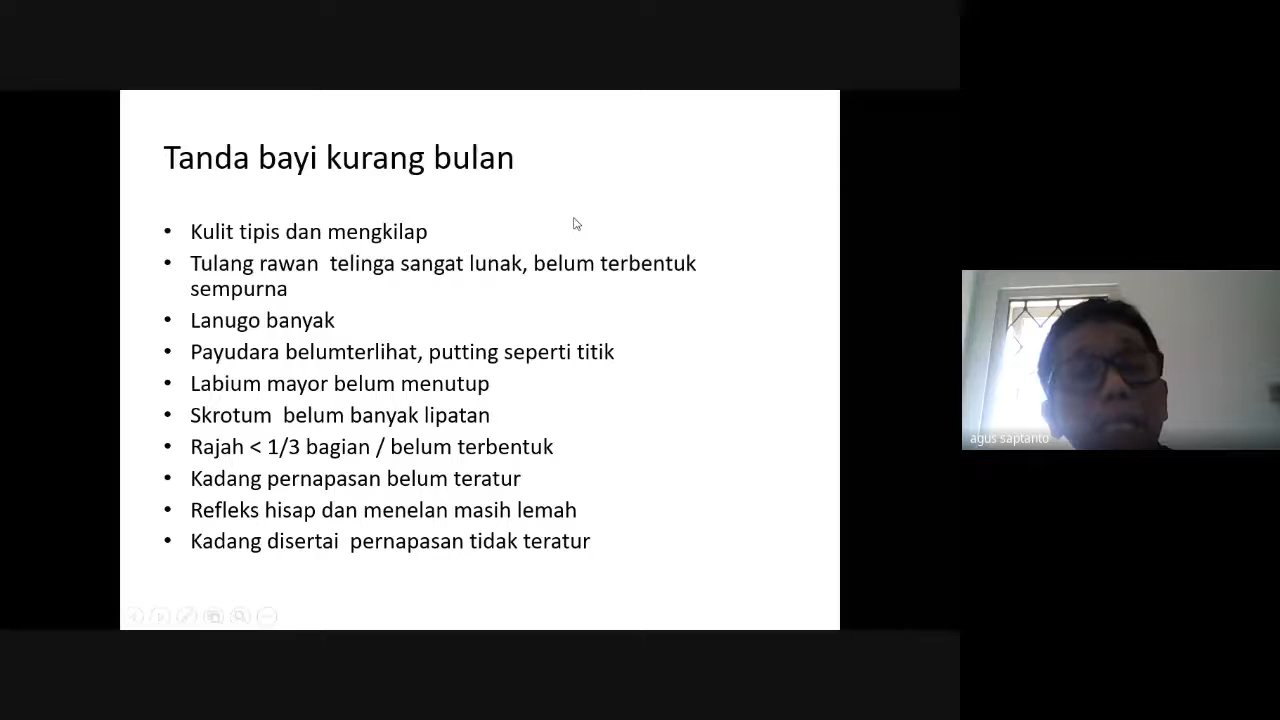 Tanda bayi kurang bulan
• Kulit tipis dan mengkilap
• Tulang rawan  telinga sangat lunak, belum terbentuk
sempurna
• Lanugo banyak
• Payudara belumterlihat, putting seperti titik
• Labium mayor belum menutup
• Skrotum  belum banyak lipatan
• Rajah < 1/3 bagian / belum terbentuk
• Kadang pernapasan belum teratur
• Refleks hisap dan menelan masih lemah
• Kadang disertai  pernapasan tidak teratur
agus saptanto